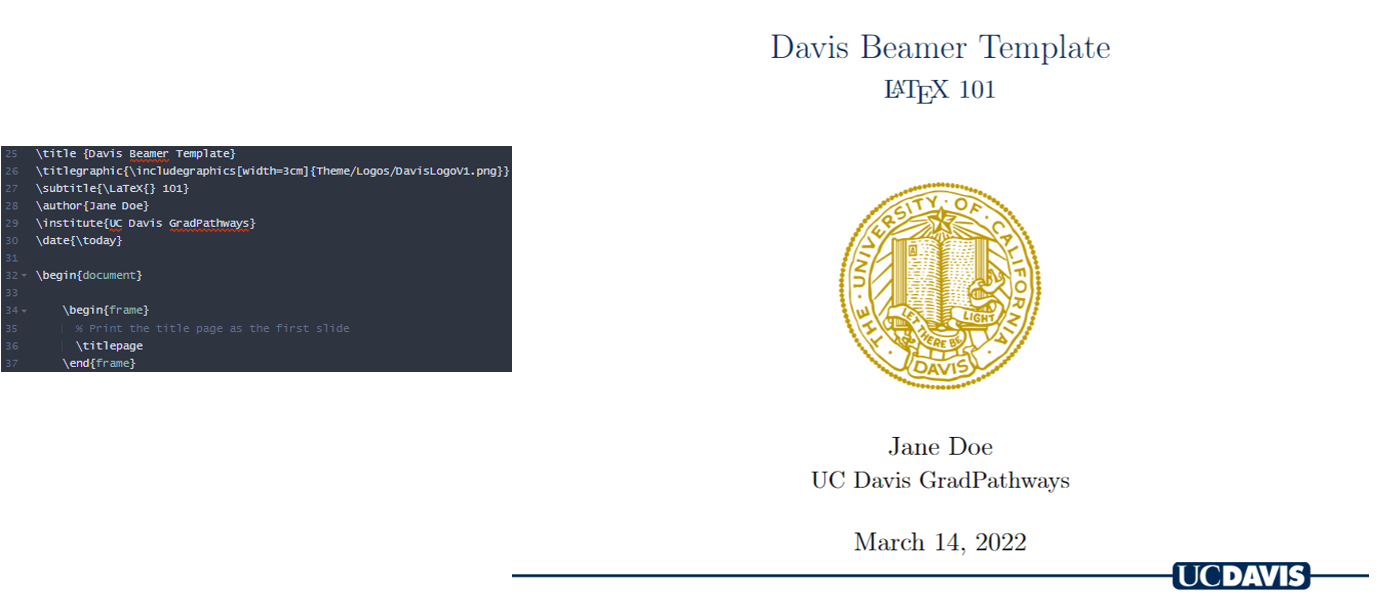 25 \title {Davis Beamer Template}
26 \titlegraphic{\includegraphics[width=3cm]{Theme/Logos/DavisLogoV1.png}}
27 \subtitle{\LaTeX{} 101}
28 \author{Jane Doe}
29 \institute{UC Davis GradPathways}
30 \date{\today}
31
32 \begin{document}
33
34 \begin{frame}
35 % Print the title page as the first slide
36 \titlepage
37 \end{frame}
Davis Beamer Template
LATEX 101
THE · UNIVERSITY · OF · CALIFORNIA
A
LET THERE BE LIGHT
DAVIS
Jane Doe
UC Davis GradPathways
March 14, 2022
UCDAVIS